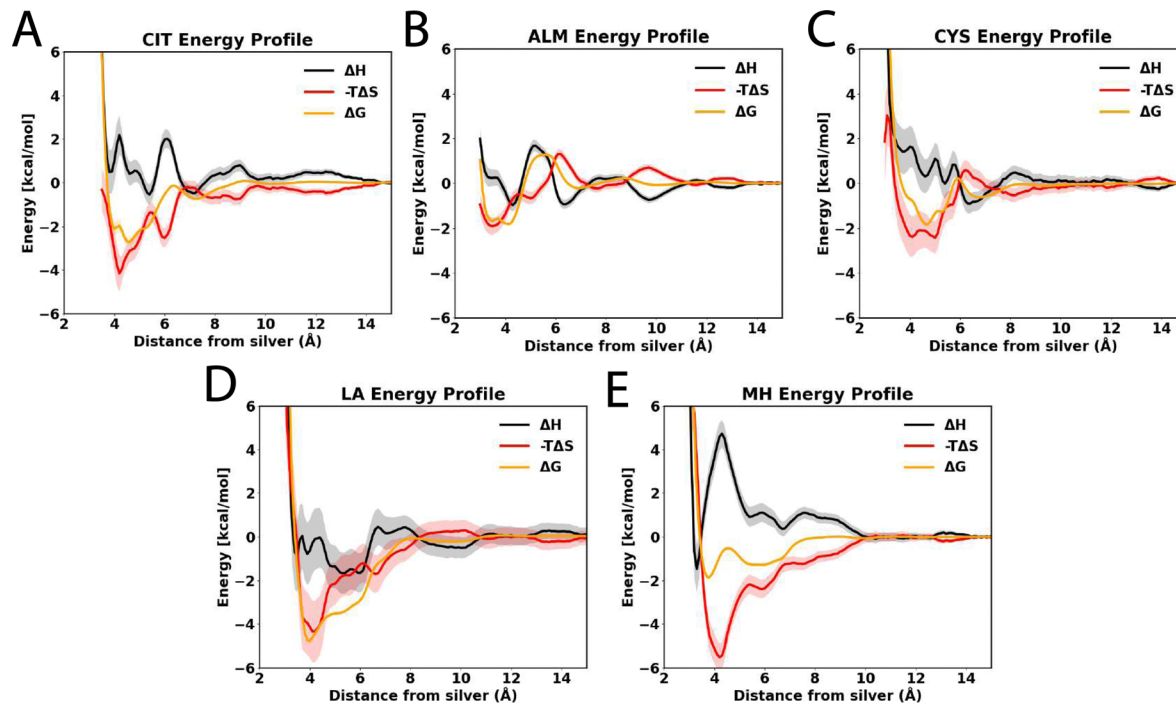 A
CIT Energy Profile
ΔH
-TΔS
ΔG
Energy [kcal/mol]
6
4
2
0
−2
−4
−6
2 4 6 8 10 12 14
Distance from silver (Å)
B
ALM Energy Profile
ΔH
-TΔS
ΔG
Energy [kcal/mol]
6
4
2
0
−2
−4
−6
2 4 6 8 10 12 14
Distance from silver (Å)
C
CYS Energy Profile
ΔH
-TΔS
ΔG
Energy [kcal/mol]
6
4
2
0
−2
−4
−6
2 4 6 8 10 12 14
Distance from silver (Å)
D
LA Energy Profile
ΔH
-TΔS
ΔG
Energy [kcal/mol]
6
4
2
0
−2
−4
−6
2 4 6 8 10 12 14
Distance from silver (Å)
E
MH Energy Profile
ΔH
-TΔS
ΔG
Energy [kcal/mol]
6
4
2
0
−2
−4
−6
2 4 6 8 10 12 14
Distance from silver (Å)